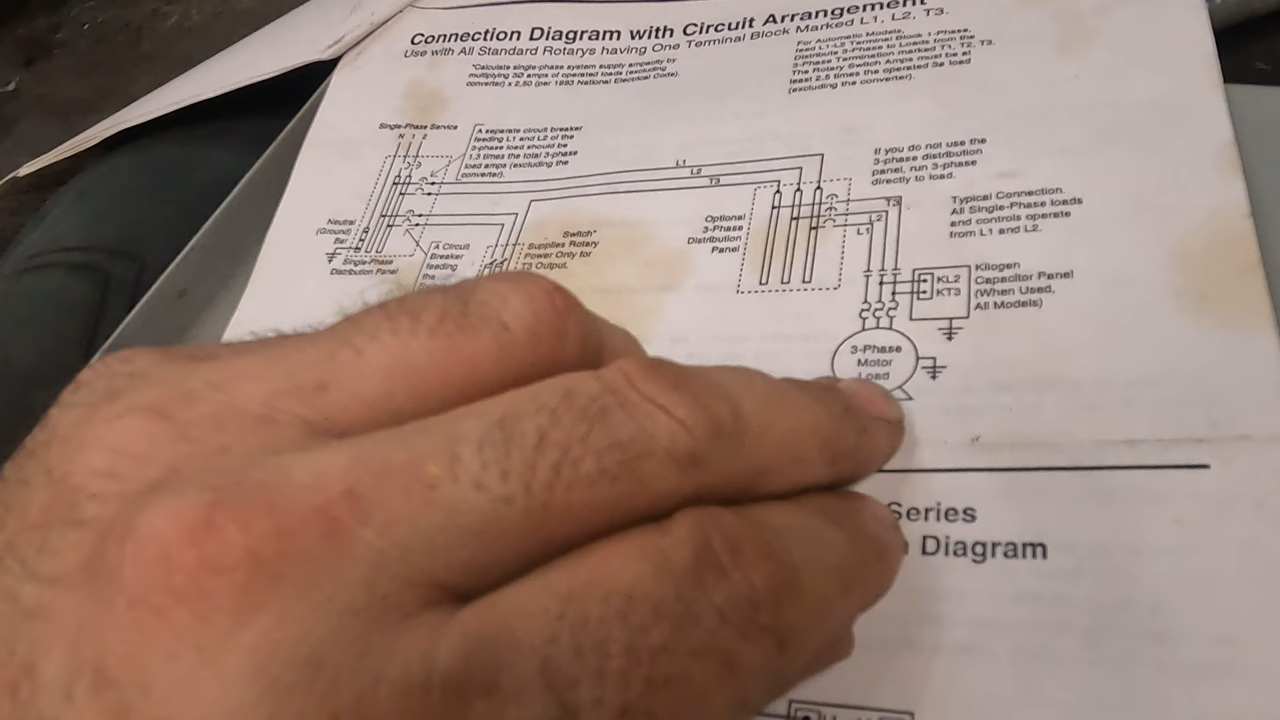 Connection Diagram with Circuit Arrangement
Use with All Standard Rotarys having One Terminal Block Marked L1, L2, T3.
*Calculate single-phase system supply ampacity by
multiplying 3Ø amps of operated loads (excluding
converter) x 2.50 (per 1993 National Electrical Code).
For Automatic Models,
feed L1-L2 Terminal Block 1-Phase,
Distribute 3-Phase to Loads from the
3-Phase Termination marked T1, T2, T3.
The Rotary Switch Amps must be at
least 2.5 times the operated 3ø load
(excluding the converter).
Single-Phase Service
N 1 2
A separate circuit breaker
feeding L1 and L2 of the
3-phase load should be
1.3 times the total 3-phase
load amps (excluding the
converter).
L1
L2
T3
If you do not use the
3-phase distribution
panel, run 3-phase
directly to load.
Typical Connection.
All Single-Phase loads
and controls operate
from L1 and L2.
Optional
3-Phase
Distribution
Panel
T3
L2
L1
Neutral
(Ground)
Bar
Single-Phase
Distribution Panel
A Circuit
Breaker
feeding
the
Switch*
Supplies Rotary
Power Only for
T3 Output.
KL2
KT3
Kilogen
Capacitor Panel
(When Used,
All Models)
3-Phase
Motor
Load
Series
Diagram